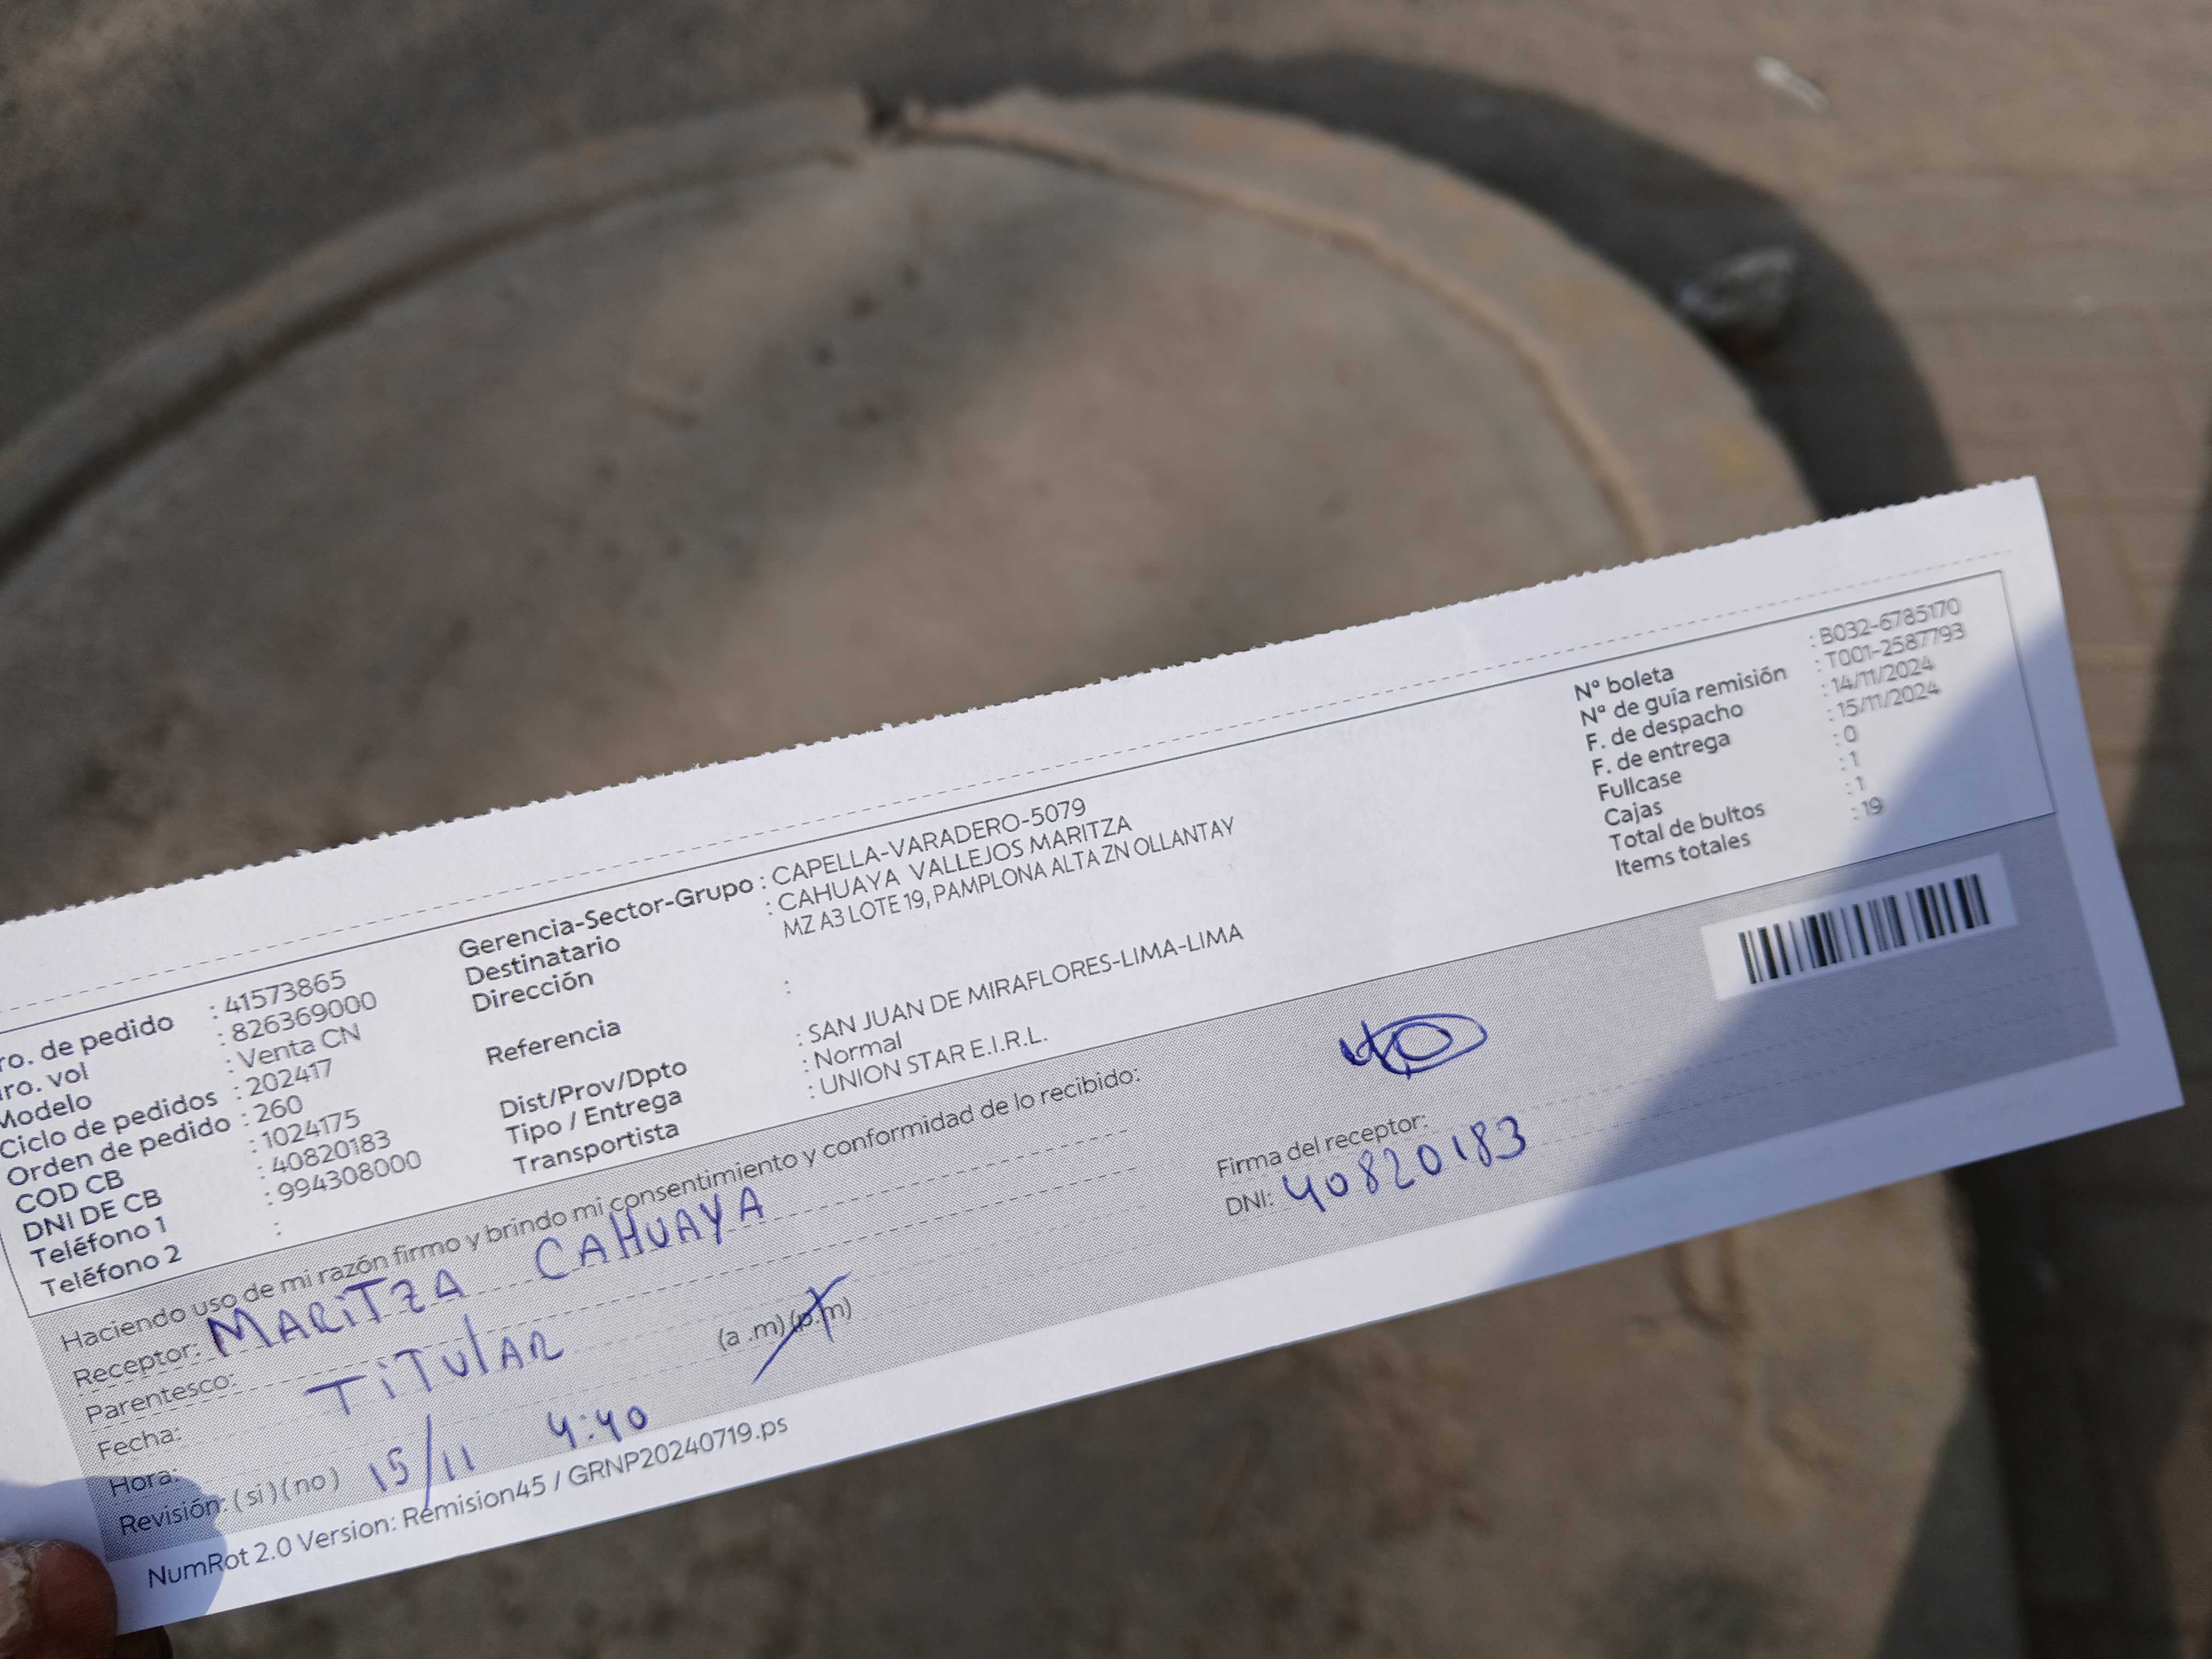 ro. de pedido : 41573865
ro. vol : 826369000
Modelo : Venta CN
Ciclo de pedidos : 202417
Orden de pedido : 260
COD CB : 1024175
DNI DE CB : 40820183
Teléfono 1 : 994308000
Teléfono 2 :
Gerencia-Sector-Grupo : CAPELLA-VARADERO-5079
Destinatario : CAHUAYA VALLEJOS MARITZA
Dirección MZ A3 LOTE 19, PAMPLONA ALTA ZN OLLANTAY
Referencia :
Dist/Prov/Dpto : SAN JUAN DE MIRAFLORES-LIMA-LIMA
Tipo / Entrega : Normal
Transportista : UNION STAR E.I.R.L.
N° boleta : B032-6785170
N° de guía remisión : T001-2587793
F. de despacho : 14/11/2024
F. de entrega : 15/11/2024
Fullcase : 0
Cajas : 1
Total de bultos : 1
Items totales : 19
Haciendo uso de mi razón firmo y brindo mi consentimiento y conformidad de lo recibido:
Receptor: MARITZA CAHUAYA
Parentesco:
Fecha: TITULAR
Hora: (a .m) (p.m)
Revisión: (si) (no) 15/11 4:40
Firma del receptor:
DNI: 40820183
NumRot 2.0 Version: Remision45 / GRNP20240719.ps